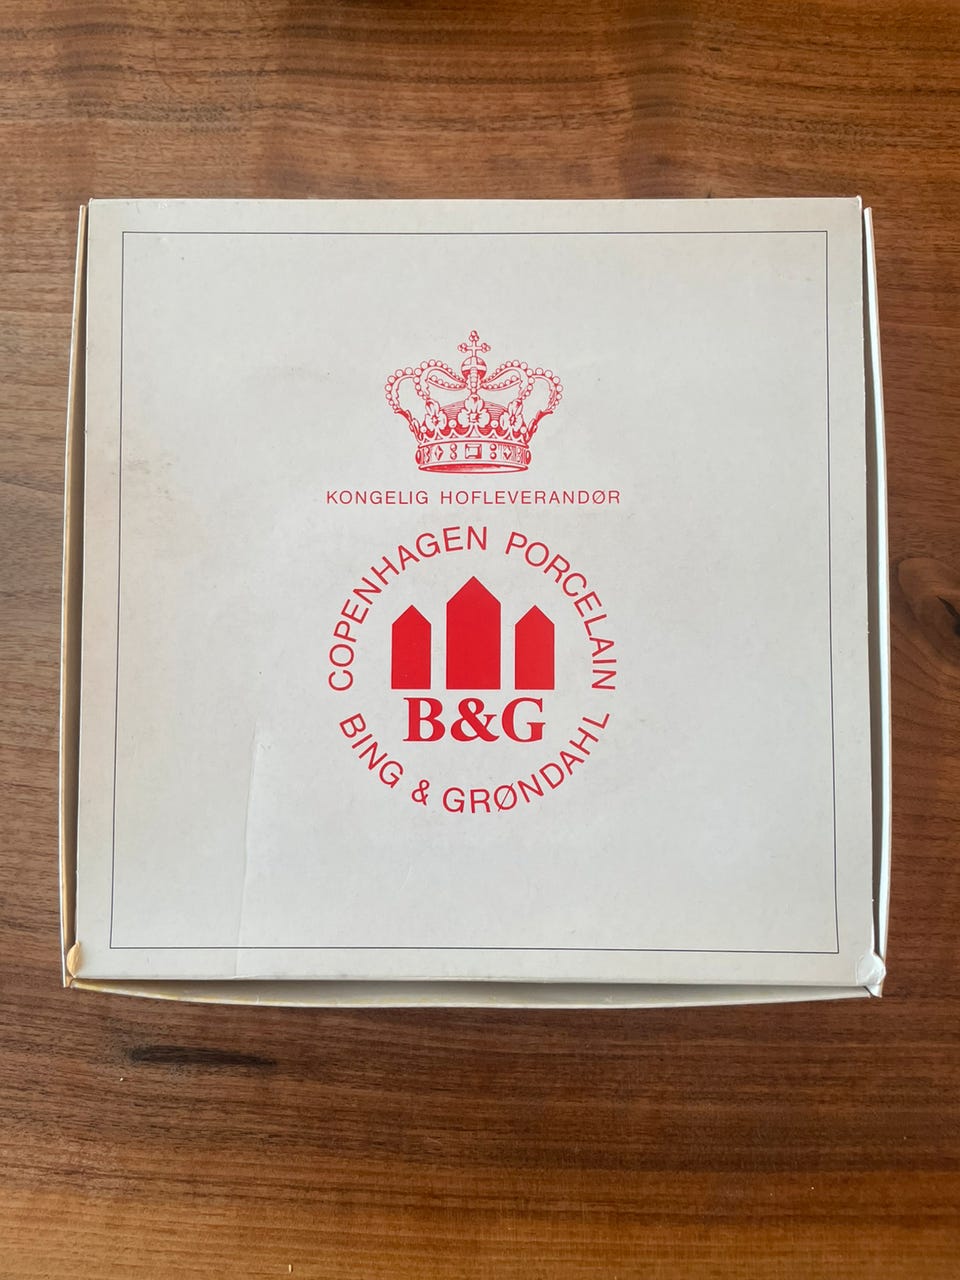 KONGELIG HOFLEVERANDØR
COPENHAGEN PORCELAIN
B&G
BING & GRØNDAHL